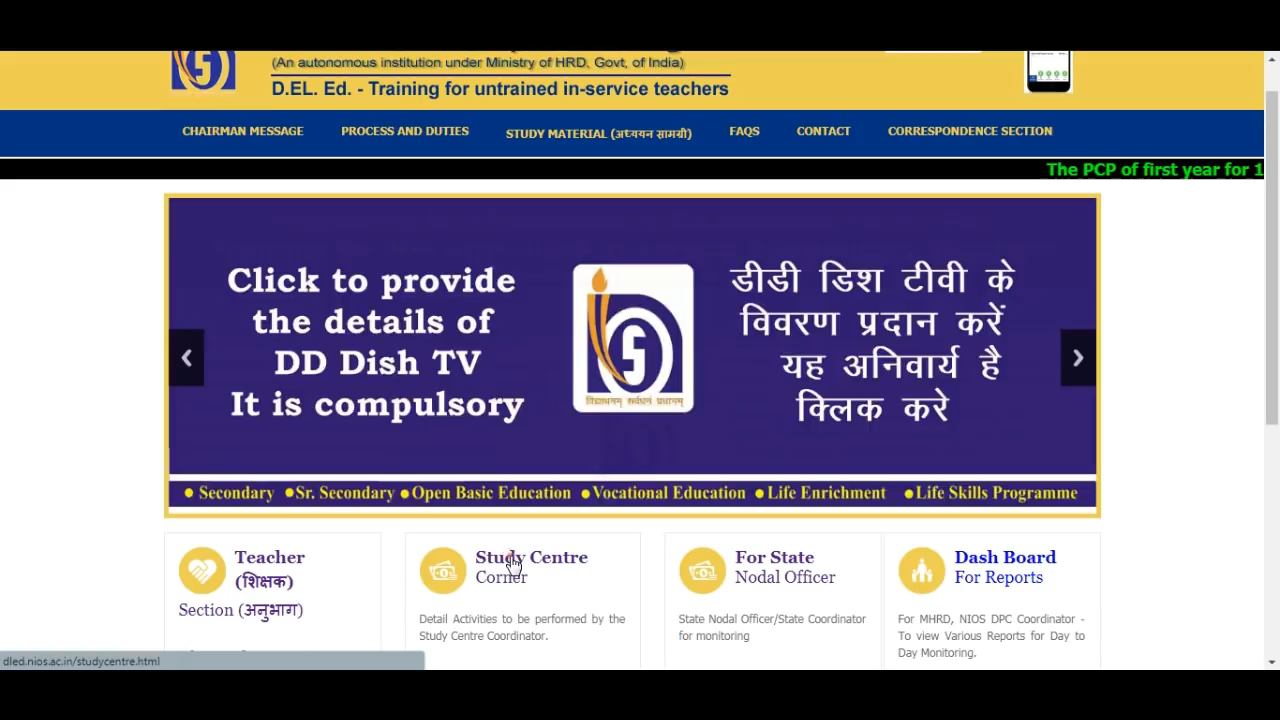 (An autonomous institution under Ministry of HRD, Govt, of India)
D.EL. Ed. - Training for untrained in-service teachers
CHAIRMAN MESSAGE PROCESS AND DUTIES STUDY MATERIAL (अध्ययन सामग्री) FAQS CONTACT CORRESPONDENCE SECTION
The PCP of first year for 1
Click to provide
the details of
DD Dish TV
It is compulsory
विद्याधनम् सर्वधनं प्रधानम्
डीडी डिश टीवी के
विवरण प्रदान करें
यह अनिवार्य है
क्लिक करे
● Secondary ● Sr. Secondary ● Open Basic Education ● Vocational Education ● Life Enrichment ● Life Skills Programme
Teacher
(शिक्षक)
Section (अनुभाग)
Study Centre
Corner
Detail Activities to be performed by the
Study Centre Coordinator.
For State
Nodal Officer
State Nodal Officer/State Coordinator
for monitoring
Dash Board
For Reports
For MHRD, NIOS DPC Coordinator -
To view Various Reports for Day to
Day Monitoring.
dled.nios.ac.in/studycentre.html